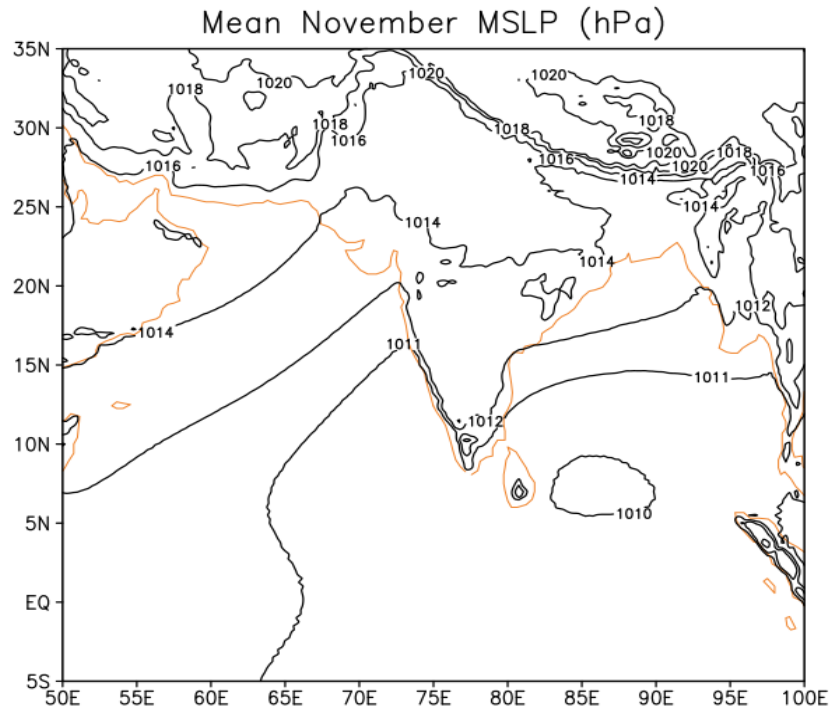 Mean November MSLP (hPa)
35N
1020 1020 1020
1018
1018
30N
1018 1018
1016
1020 1018
1016 1016 1020 1016
1014
25N
1014
1014
1014
20N
1012
1014
1011
15N
1011
1012
10N
5N
1010
EQ
5S
50E 55E 60E 65E 70E 75E 80E 85E 90E 95E 100E